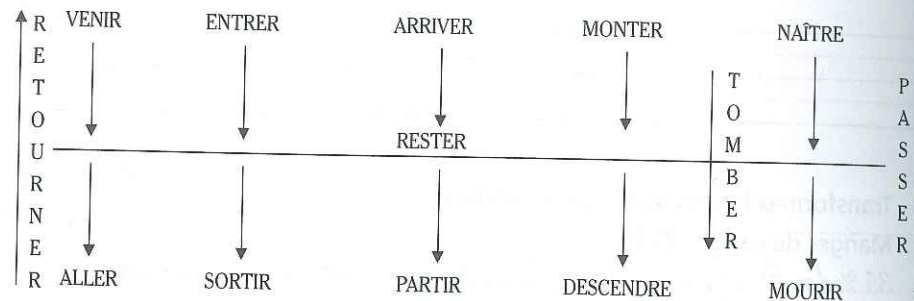 RETOURNER
VENIR
ENTRER
ARRIVER
MONTER
NAÎTRE
TOMBER
PASSER
RESTER
ALLER
SORTIR
PARTIR
DESCENDRE
MOURIR